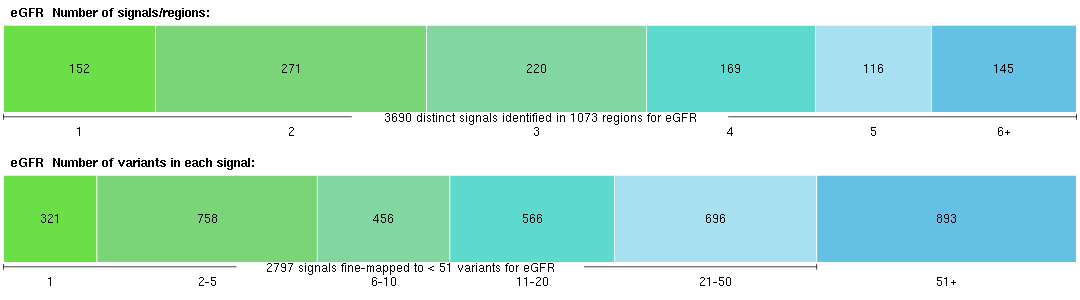 eGFR Number of signals/regions:
152 271 220 169 116 145
3690 distinct signals identified in 1073 regions for eGFR
1 2 3 4 5 6+
eGFR Number of variants in each signal:
321 758 456 566 696 893
2797 signals fine-mapped to < 51 variants for eGFR
1 2-5 6-10 11-20 21-50 51+